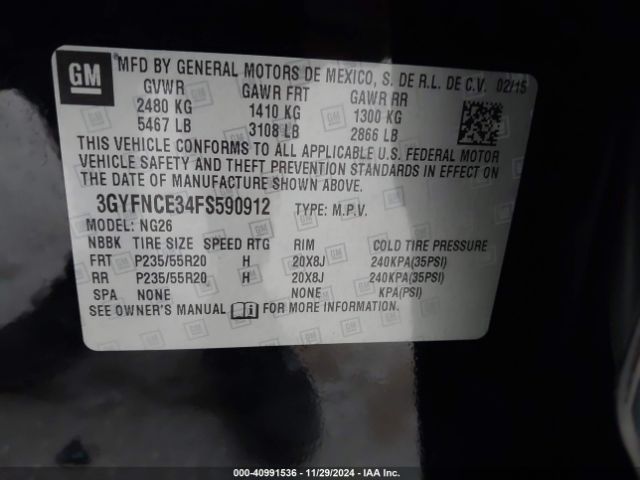 GM
MFD BY GENERAL MOTORS DE MEXICO, S. DE R.L. DE C.V. 02/15
GVWR GAWR FRT GAWR RR
2480 KG 1410 KG 1300 KG
5467 LB 3108 LB 2866 LB
THIS VEHICLE CONFORMS TO ALL APPLICABLE U.S. FEDERAL MOTOR
VEHICLE SAFETY AND THEFT PREVENTION STANDARDS IN EFFECT ON
THE DATE OF MANUFACTURE SHOWN ABOVE.
3GYFNCE34FS590912 TYPE: M.P.V.
MODEL: NG26
NBBK TIRE SIZE SPEED RTG RIM COLD TIRE PRESSURE
FRT P235/55R20 H 20X8J 240KPA(35PSI)
RR P235/55R20 H 20X8J 240KPA(35PSI)
SPA NONE NONE KPA(PSI)
SEE OWNER'S MANUAL FOR MORE INFORMATION.
000-40991536 - 11/29/2024 - IAA Inc.